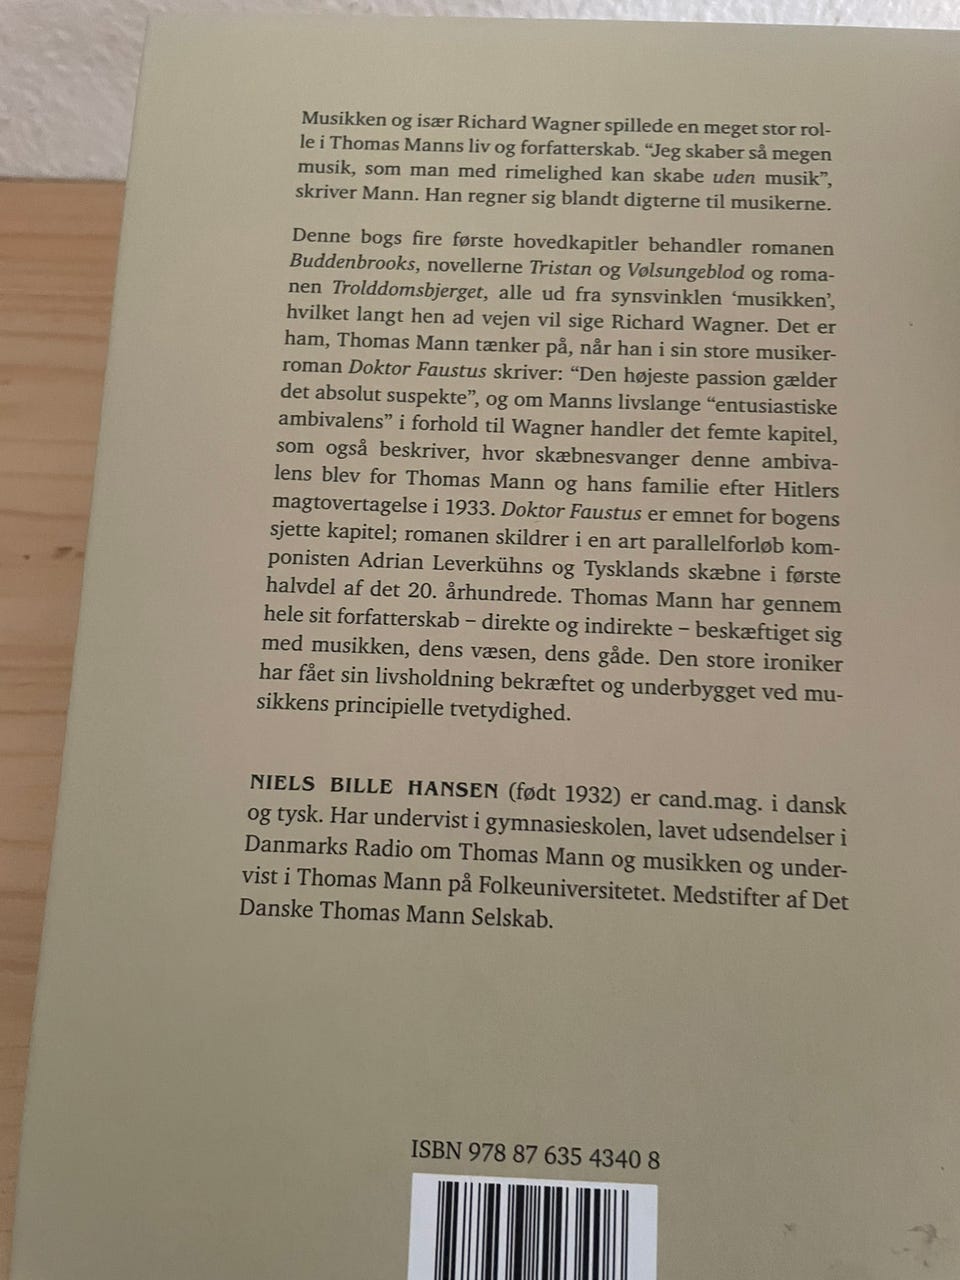 Musikken og især Richard Wagner spillede en meget stor rol-
le i Thomas Manns liv og forfatterskab. “Jeg skaber så megen
musik, som man med rimelighed kan skabe uden musik”,
skriver Mann. Han regner sig blandt digterne til musikerne.
Denne bogs fire første hovedkapitler behandler romanen
Buddenbrooks, novellerne Tristan og Vølsungeblod og roma-
nen Trolddomsbjerget, alle ud fra synsvinklen ‘musikken’,
hvilket langt hen ad vejen vil sige Richard Wagner. Det er
ham, Thomas Mann tænker på, når han i sin store musiker-
roman Doktor Faustus skriver: “Den højeste passion gælder
det absolut suspekte”, og om Manns livslange “entusiastiske
ambivalens” i forhold til Wagner handler det femte kapitel,
som også beskriver, hvor skæbnesvanger denne ambiva-
lens blev for Thomas Mann og hans familie efter Hitlers
magtovertagelse i 1933. Doktor Faustus er emnet for bogens
sjette kapitel; romanen skildrer i en art parallelforløb kom-
ponisten Adrian Leverkühns og Tysklands skæbne i første
halvdel af det 20. århundrede. Thomas Mann har gennem
hele sit forfatterskab – direkte og indirekte – beskæftiget sig
med musikken, dens væsen, dens gåde. Den store ironiker
har fået sin livsholdning bekræftet og underbygget ved mu-
sikkens principielle tvetydighed.
NIELS BILLE HANSEN (født 1932) er cand.mag. i dansk
og tysk. Har undervist i gymnasieskolen, lavet udsendelser i
Danmarks Radio om Thomas Mann og musikken og under-
vist i Thomas Mann på Folkeuniversitetet. Medstifter af Det
Danske Thomas Mann Selskab.
ISBN 978 87 635 4340 8